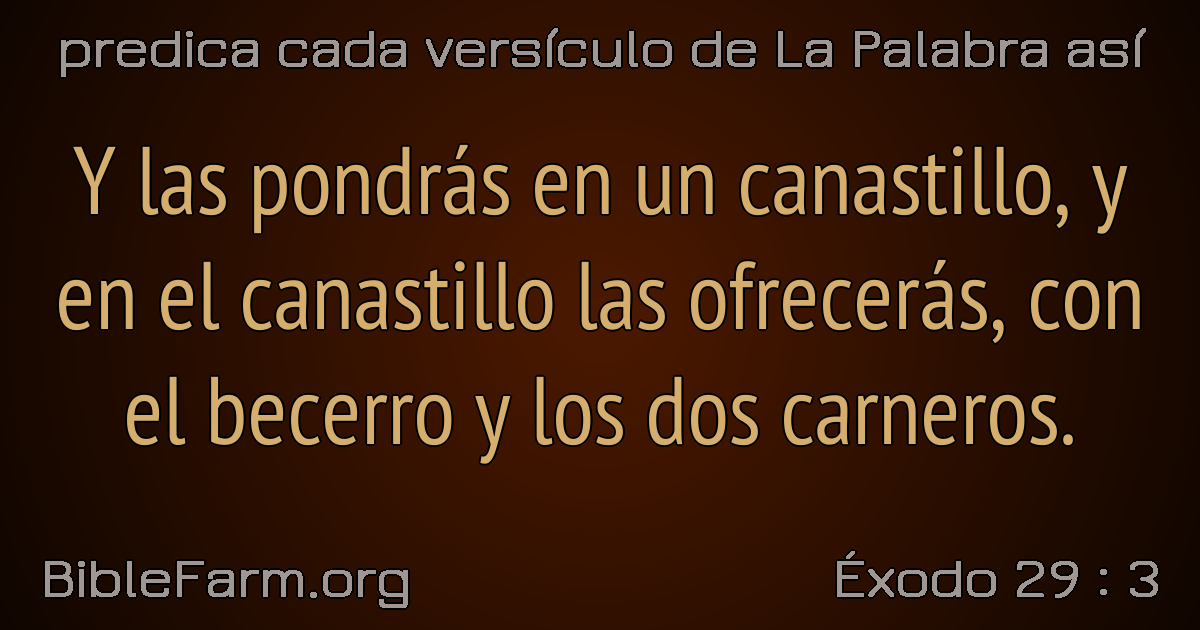 predica cada versículo de La Palabra así
Y las pondrás en un canastillo, y
en el canastillo las ofrecerás, con
el becerro y los dos carneros.
BibleFarm.org
Éxodo 29 : 3